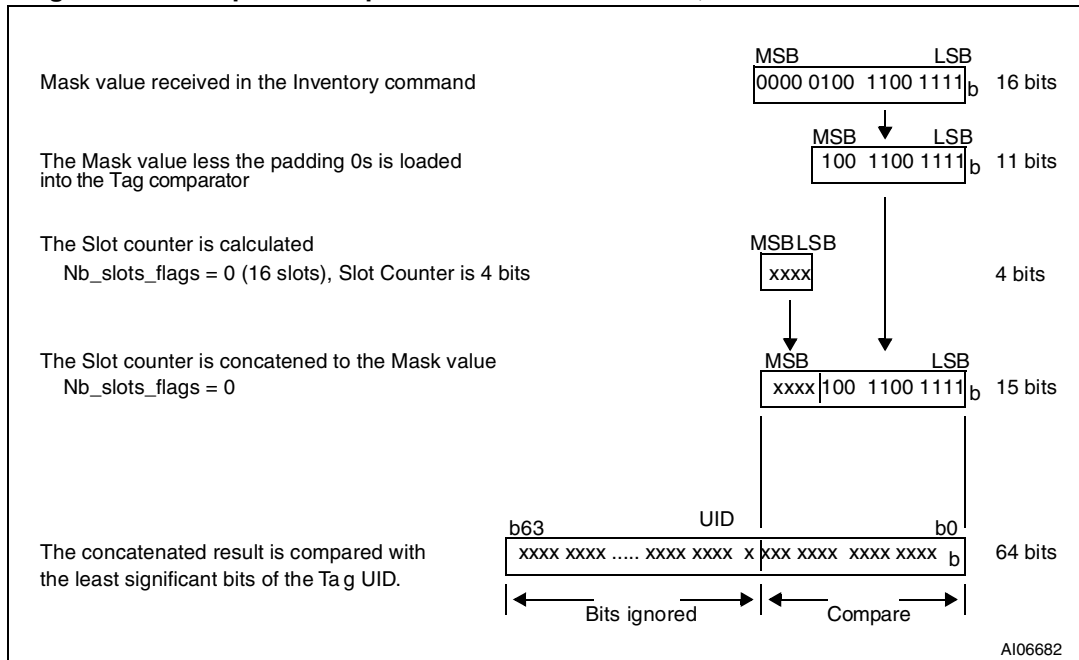 MSB LSB
Mask value received in the Inventory command 0000 0100 1100 1111 b 16 bits
MSB LSB
The Mask value less the padding 0s is loaded
into the Tag comparator
100 1100 1111 b 11 bits
The Slot counter is calculated MSB LSB
Nb_slots_flags = 0 (16 slots), Slot Counter is 4 bits xxxx 4 bits
The Slot counter is concatened to the Mask value MSB LSB
Nb_slots_flags = 0 xxxx 100 1100 1111 b 15 bits
UID
b63 b0
The concatenated result is compared with xxxx xxxx ..... xxxx xxxx x xxx xxxx xxxx xxxx b 64 bits
the least significant bits of the Tag UID.
Bits ignored Compare
AI06682